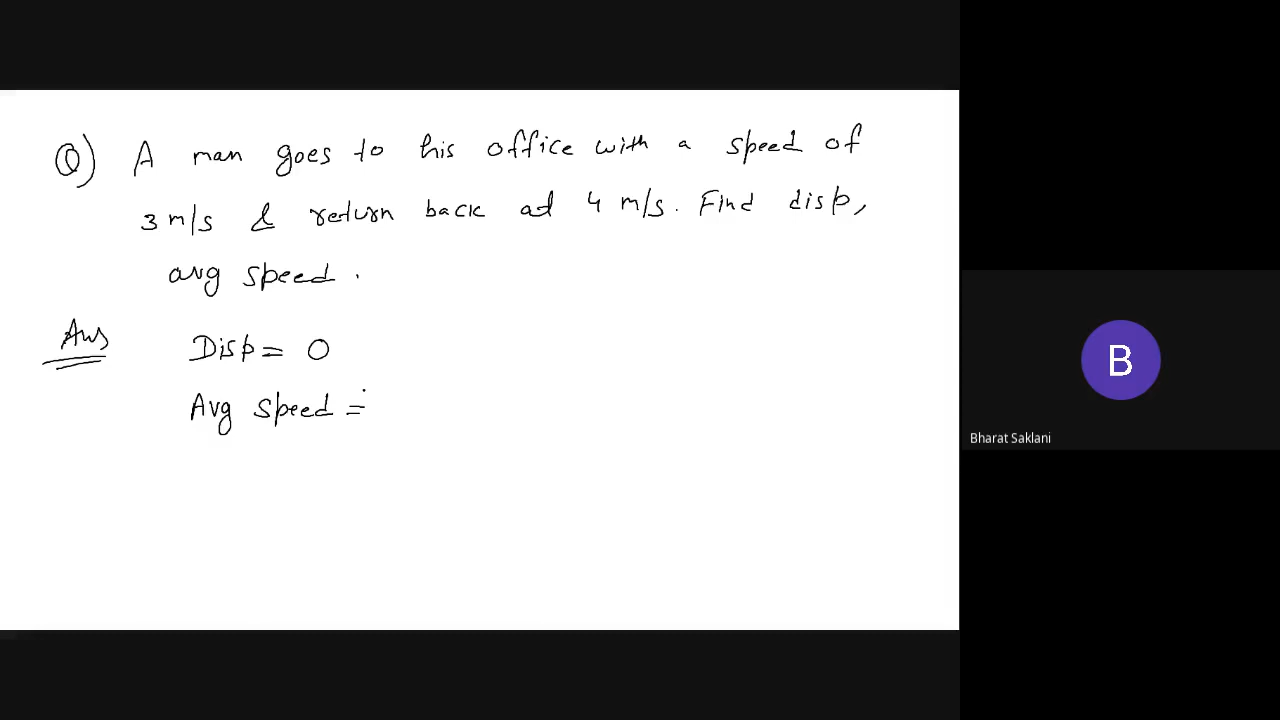 Q) A man goes to his office with a speed of
3 m/s & return back at 4 m/s. Find disp,
avg speed.
Ans Disp = 0
Avg speed =
B
Bharat Saklani